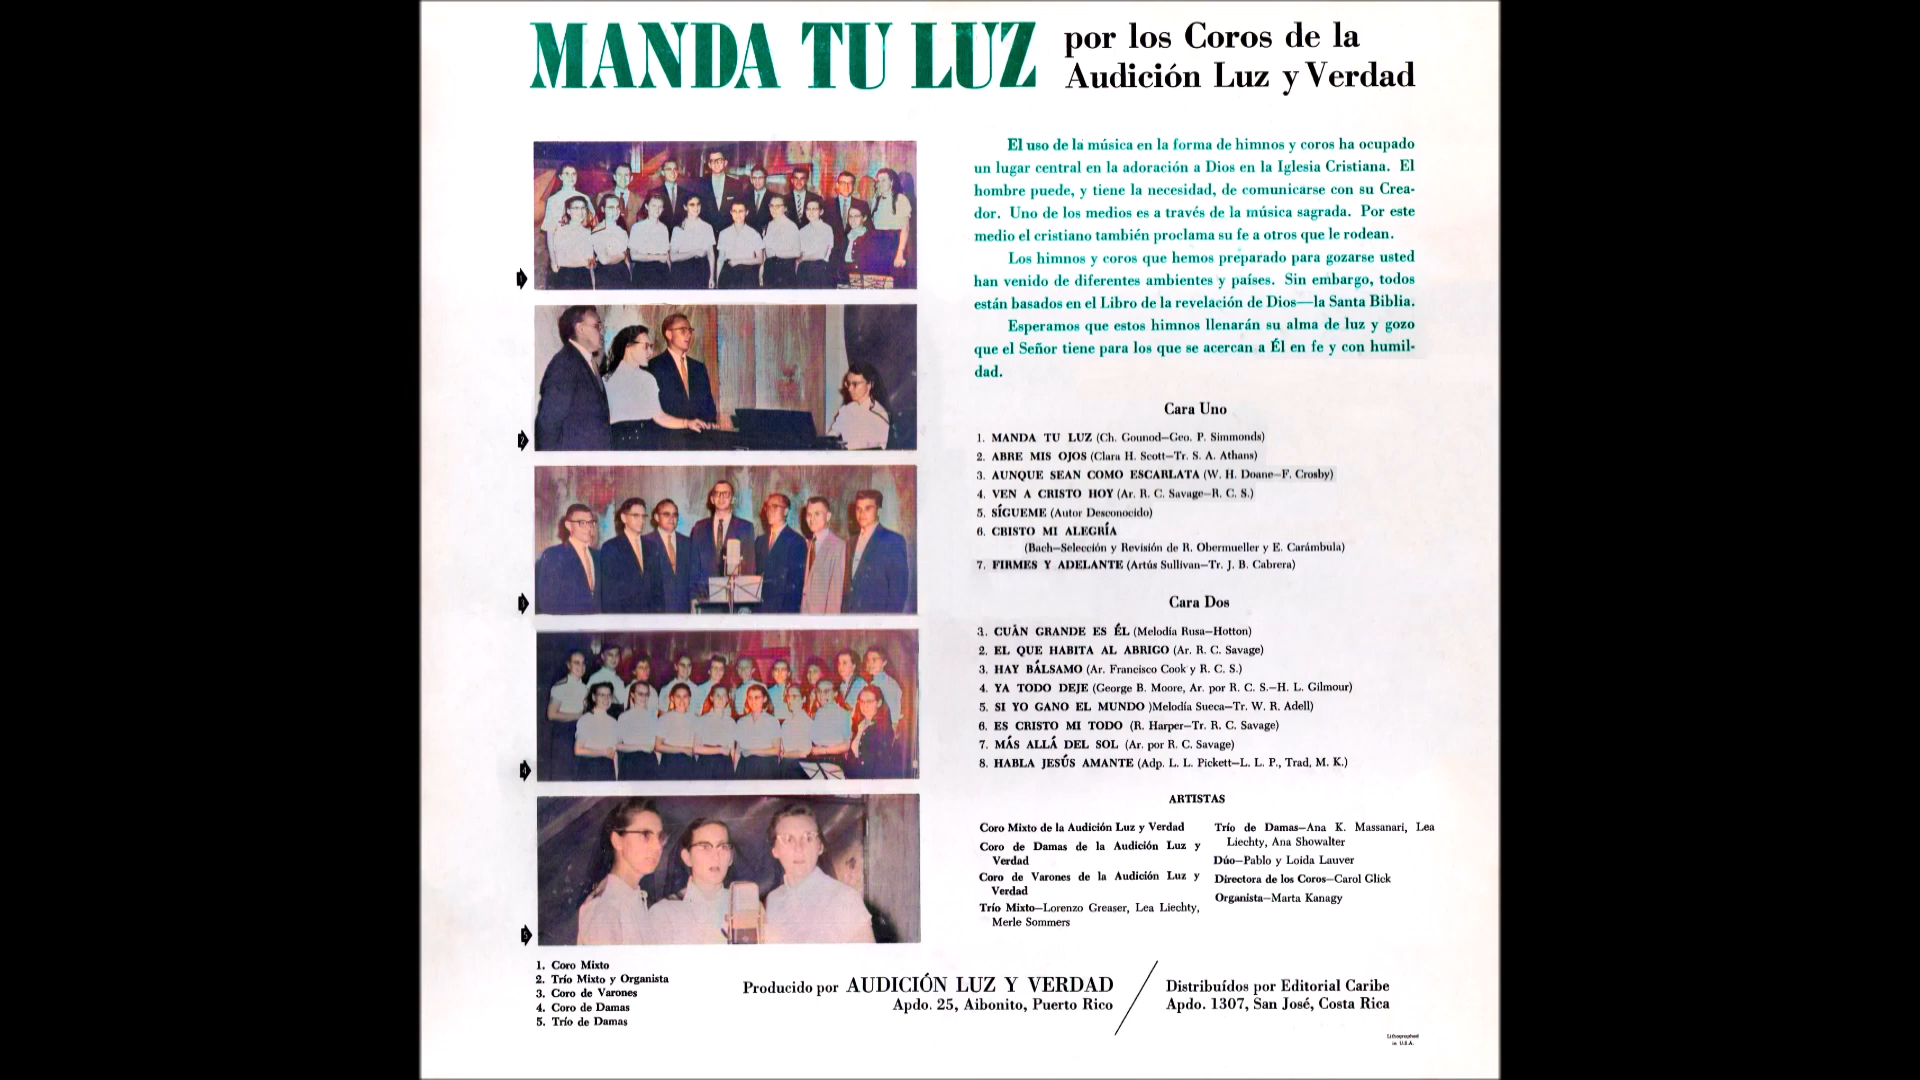 MANDA TU LUZ
por los Coros de la
Audición Luz y Verdad
El uso de la música en la forma de himnos y coros ha ocupado
un lugar central en la adoración a Dios en la Iglesia Cristiana. El
hombre puede, y tiene la necesidad, de comunicarse con su Crea-
dor. Uno de los medios es a través de la música sagrada. Por este
medio el cristiano también proclama su fe a otros que le rodean.
Los himnos y coros que hemos preparado para gozarse usted
han venido de diferentes ambientes y países. Sin embargo, todos
están basados en el Libro de la revelación de Dios—la Santa Biblia.
Esperamos que estos himnos llenarán su alma de luz y gozo
que el Señor tiene para los que se acercan a Él en fe y con humil-
dad.
Cara Uno
1. MANDA TU LUZ (Ch. Gounod—Geo. P. Simmonds)
2. ABRE MIS OJOS (Clara H. Scott—Tr. S. A. Athans)
3. AUNQUE SEAN COMO ESCARLATA (W. H. Doane—F. Crosby)
4. VEN A CRISTO HOY (Ar. R. C. Savage—R. C. S.)
5. SÍGUEME (Autor Desconocido)
6. CRISTO MI ALEGRÍA
(Bach—Selección y Revisión de R. Obermueller y E. Carámbula)
7. FIRMES Y ADELANTE (Artús Sullivan—Tr. J. B. Cabrera)
Cara Dos
1. CUÁN GRANDE ES ÉL (Melodía Rusa—Hotton)
2. EL QUE HABITA AL ABRIGO (Ar. R. C. Savage)
3. HAY BÁLSAMO (Ar. Francisco Cook y R. C. S.)
4. YA TODO DEJE (George B. Moore, Ar. por R. C. S.—H. L. Gilmour)
5. SI YO GANO EL MUNDO )Melodía Sueca—Tr. W. R. Adell)
6. ES CRISTO MI TODO (R. Harper—Tr. R. C. Savage)
7. MÁS ALLÁ DEL SOL (Ar. por R. C. Savage)
8. HABLA JESÚS AMANTE (Adp. L. L. Pickett—L. L. P., Trad, M. K.)
ARTISTAS
Coro Mixto de la Audición Luz y Verdad
Coro de Damas de la Audición Luz y
Verdad
Coro de Varones de la Audición Luz y
Verdad
Trío Mixto—Lorenzo Greaser, Lea Liechty,
Merle Sommers
Trío de Damas—Ana K. Massanari, Lea
Liechty, Ana Showalter
Dúo—Pablo y Loida Lauver
Directora de los Coros—Carol Glick
Organista—Marta Kanagy
1
2
3
4
5
1. Coro Mixto
2. Trío Mixto y Organista
3. Coro de Varones
4. Coro de Damas
5. Trío de Damas
Producido por AUDICIÓN LUZ Y VERDAD
Apdo. 25, Aibonito, Puerto Rico
Distribuídos por Editorial Caribe
Apdo. 1307, San José, Costa Rica
Lithographed
in U.S.A.